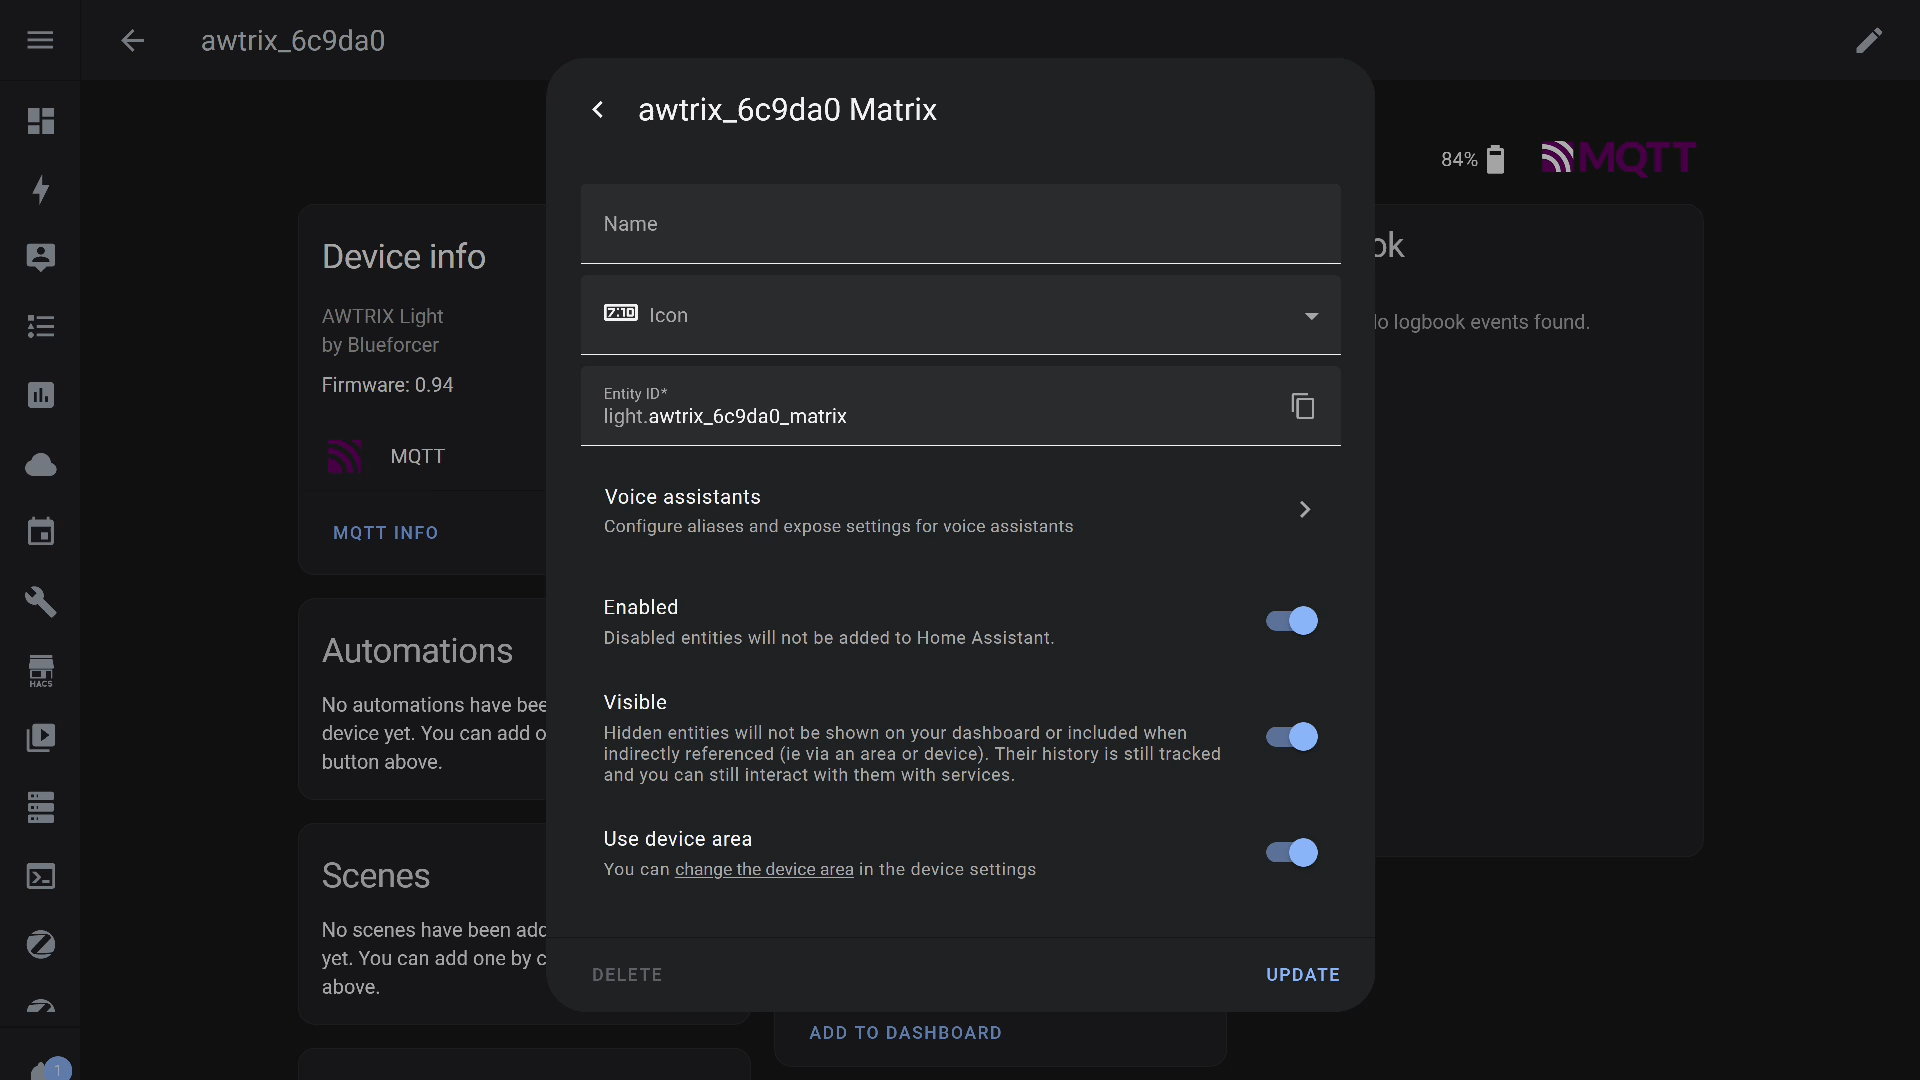 awtrix_6c9da0
84%
MQTT
Device info
AWTRIX Light
by Blueforcer
Firmware: 0.94
MQTT
MQTT INFO
Automations
No automations have bee
device yet. You can add o
button above.
Scenes
No scenes have been add
yet. You can add one by c
above.
awtrix_6c9da0 Matrix
Name
7:10
Icon
Entity ID*
light.awtrix_6c9da0_matrix
Voice assistants
Configure aliases and expose settings for voice assistants
Enabled
Disabled entities will not be added to Home Assistant.
Visible
Hidden entities will not be shown on your dashboard or included when
indirectly referenced (ie via an area or device). Their history is still tracked
and you can still interact with them with services.
Use device area
You can change the device area in the device settings
DELETE
UPDATE
ADD TO DASHBOARD
ok
lo logbook events found.
HACS
1